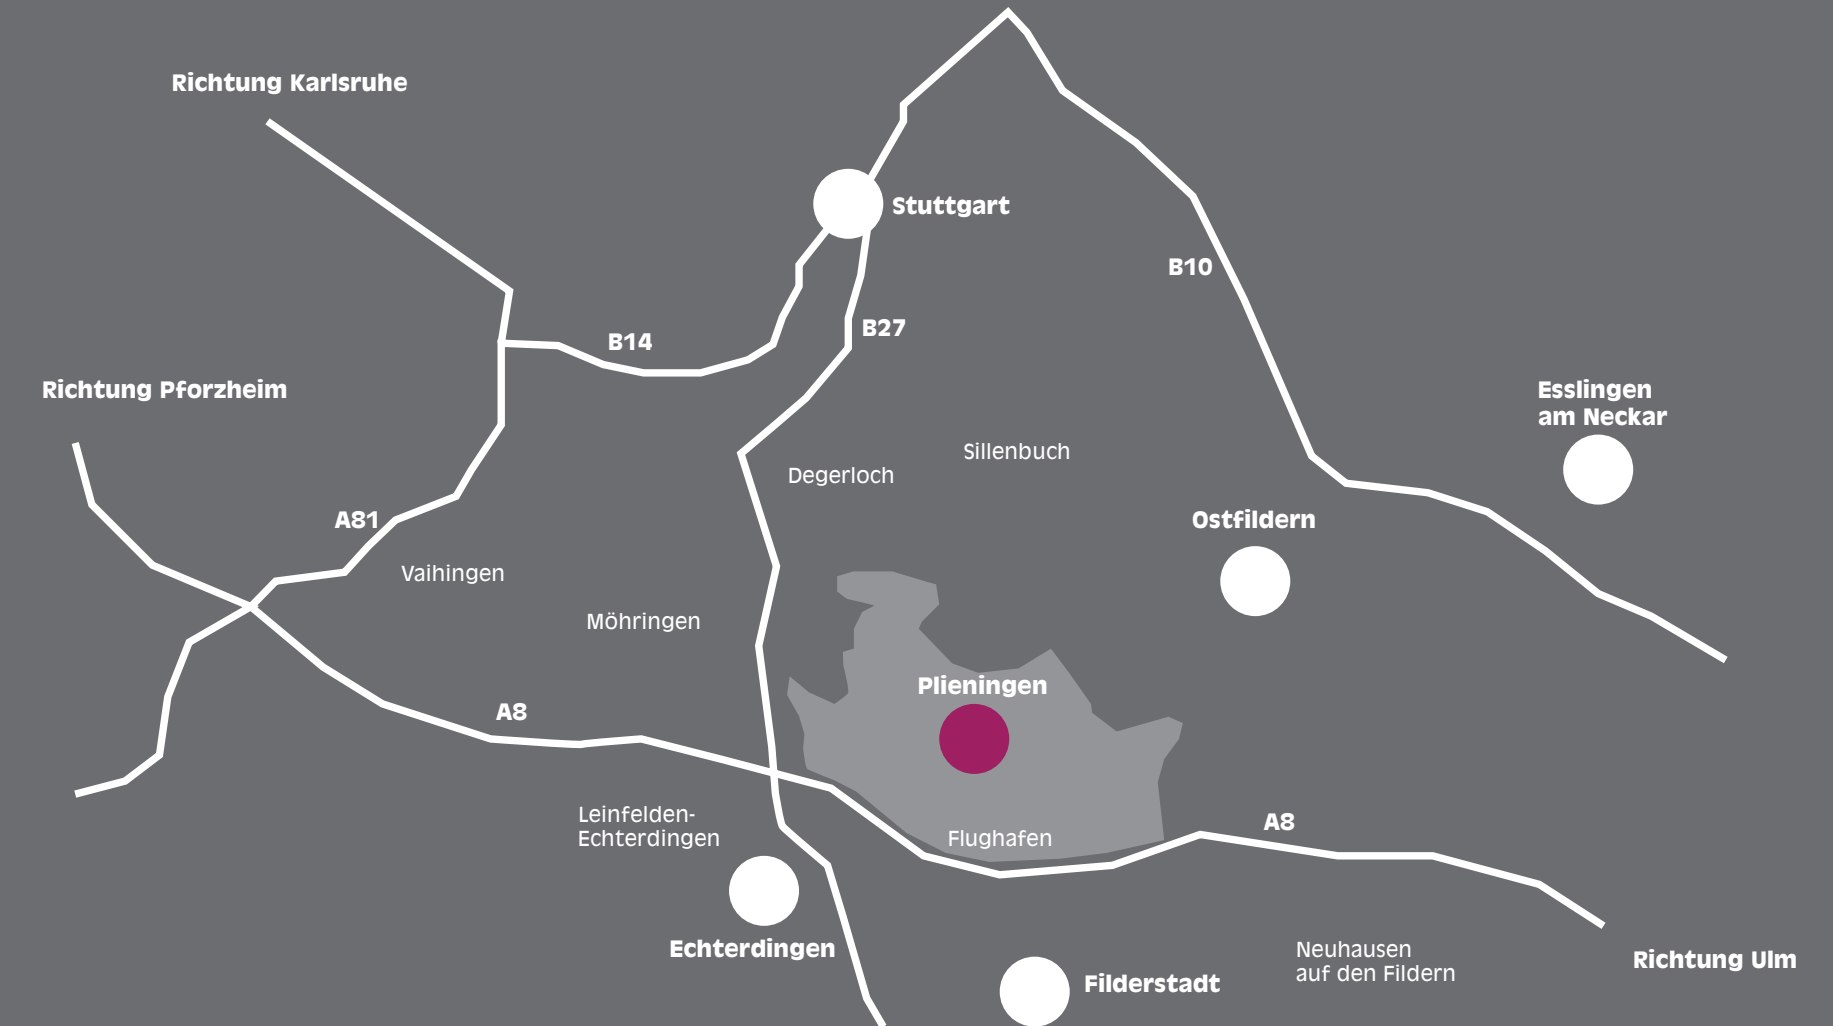 Richtung Karlsruhe
Stuttgart
B10
B27
B14
Richtung Pforzheim
Esslingen
am Neckar
Sillenbuch
Degerloch
A81
Ostfildern
Vaihingen
Möhringen
Plieningen
A8
Leinfelden-
Echterdingen
Flughafen
A8
Echterdingen
Neuhausen
auf den Fildern
Richtung Ulm
Filderstadt